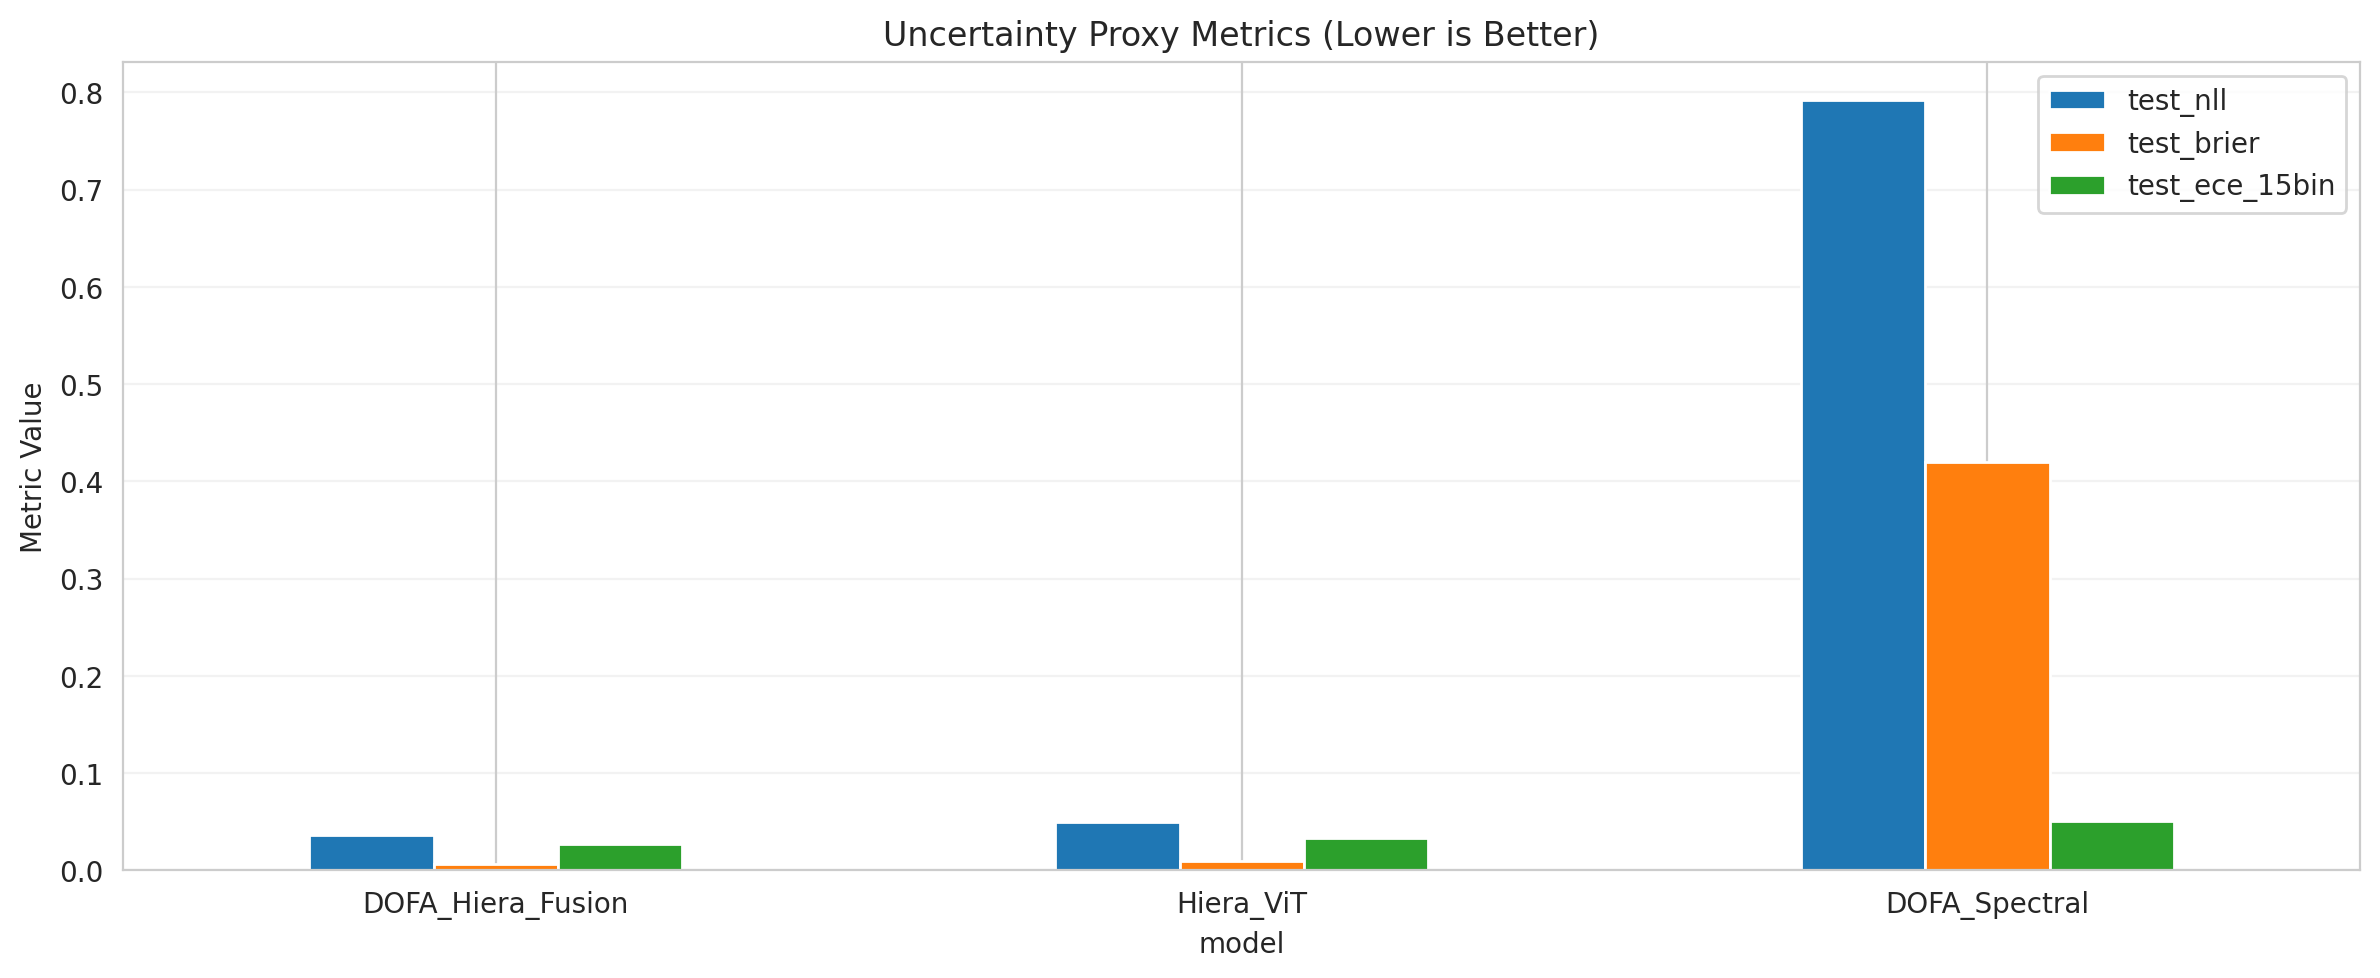 Uncertainty Proxy Metrics (Lower is Better)
test_nll
test_brier
test_ece_15bin
Metric Value
0.8
0.7
0.6
0.5
0.4
0.3
0.2
0.1
0.0
DOFA_Hiera_Fusion
Hiera_ViT
DOFA_Spectral
model